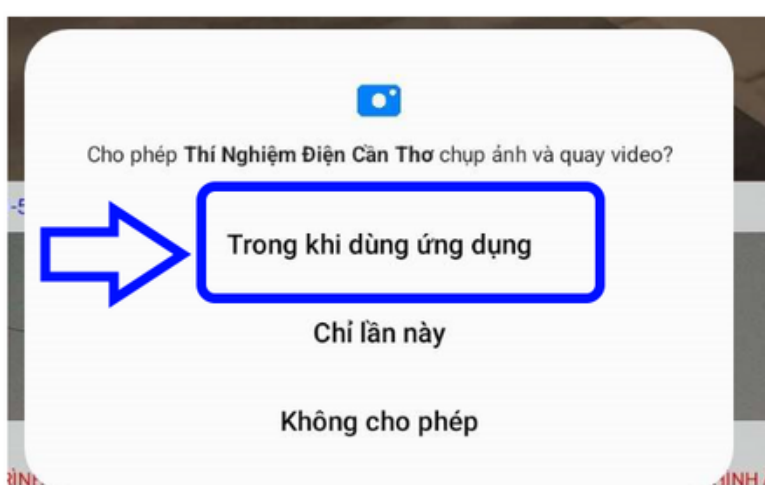 Cho phép Thí Nghiệm Điện Cần Thơ chụp ảnh và quay video?
-5
Trong khi dùng ứng dụng
Chỉ lần này
Không cho phép